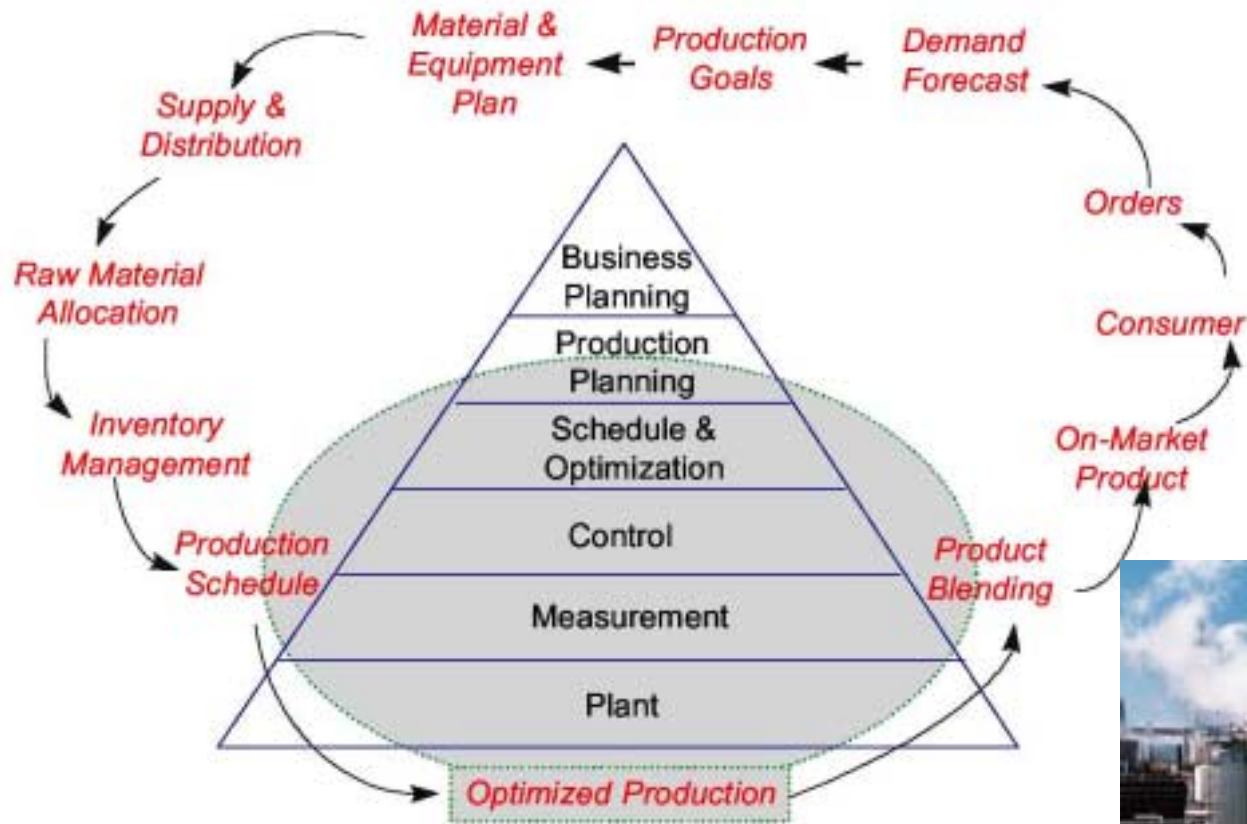 Material &
Equipment
Plan
Production
Goals
Demand
Forecast
Supply &
Distribution
Orders
Raw Material
Allocation
Consumer
Inventory
Management
On-Market
Product
Production
Schedule
Product
Blending
Optimized Production
Business
Planning
Production
Planning
Schedule &
Optimization
Control
Measurement
Plant